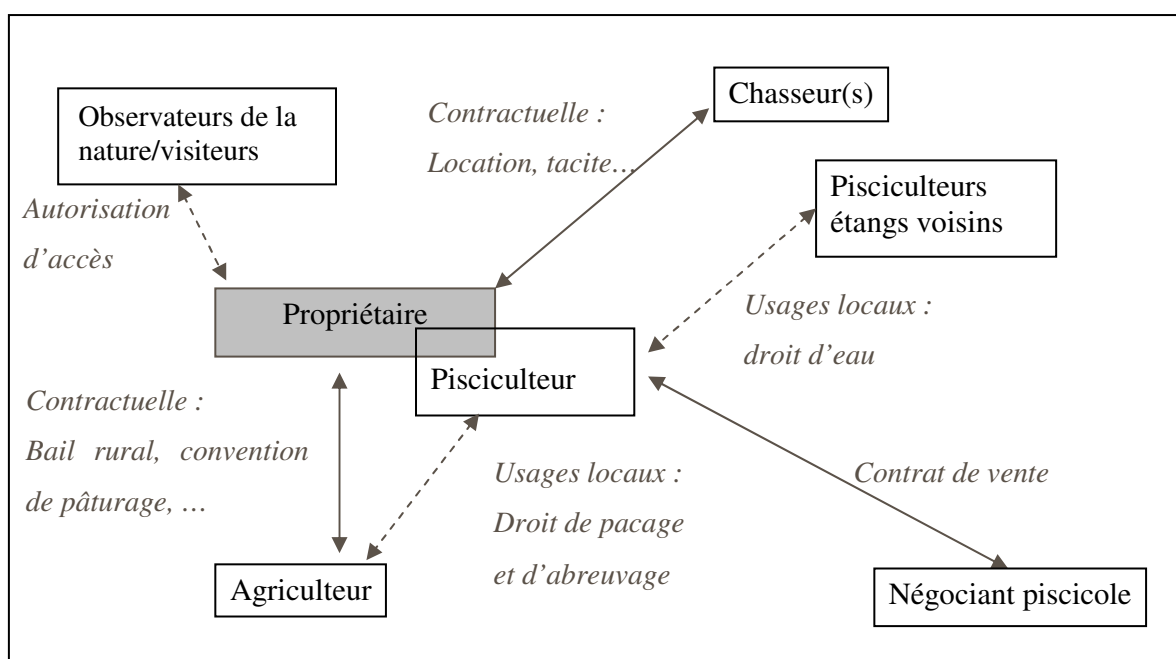 Observateurs de la
nature/visiteurs
Contractuelle :
Location, tacite…
Chasseur(s)
Pisciculteurs
étangs voisins
Autorisation
d’accès
Propriétaire
Pisciculteur
Usages locaux :
droit d’eau
Contractuelle :
Bail rural, convention
de pâturage, …
Usages locaux :
Droit de pacage
et d’abreuvage
Contrat de vente
Agriculteur
Négociant piscicole